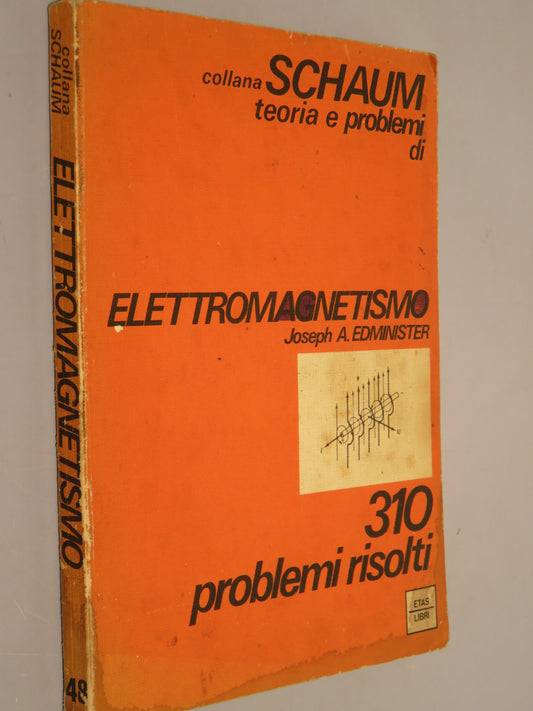 collana
SCHAUM
ELETTROMAGNETISMO
48
collana SCHAUM
teoria e problemi
di
ELETTROMAGNETISMO
Joseph A. EDMINISTER
310
problemi risolti
ETAS
LIBRI